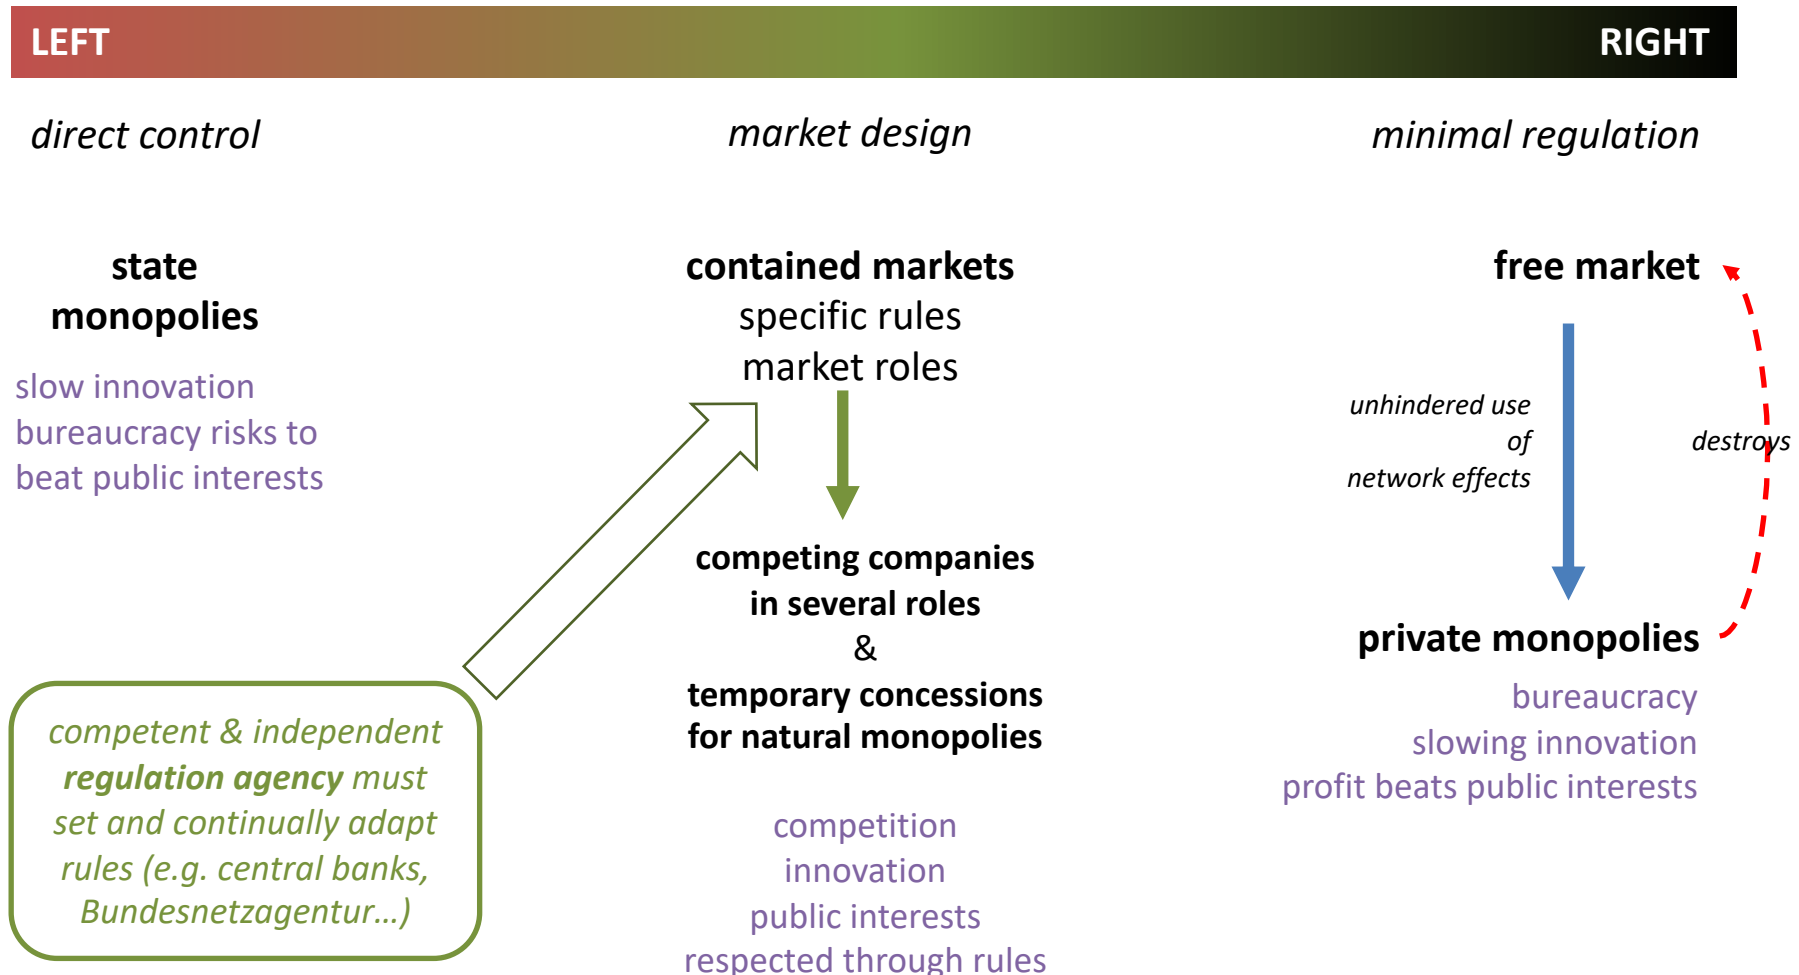 LEFT
RIGHT
direct control
market design
minimal regulation
state
monopolies
slow innovation
bureaucracy risks to
beat public interests
contained markets
specific rules
market roles
competing companies
in several roles
&
temporary concessions
for natural monopolies
competition
innovation
public interests
respected through rules
free market
unhindered use
of
network effects
destroys
private monopolies
bureaucracy
slowing innovation
profit beats public interests
competent & independent
regulation agency must
set and continually adapt
rules (e.g. central banks,
Bundesnetzagentur...)